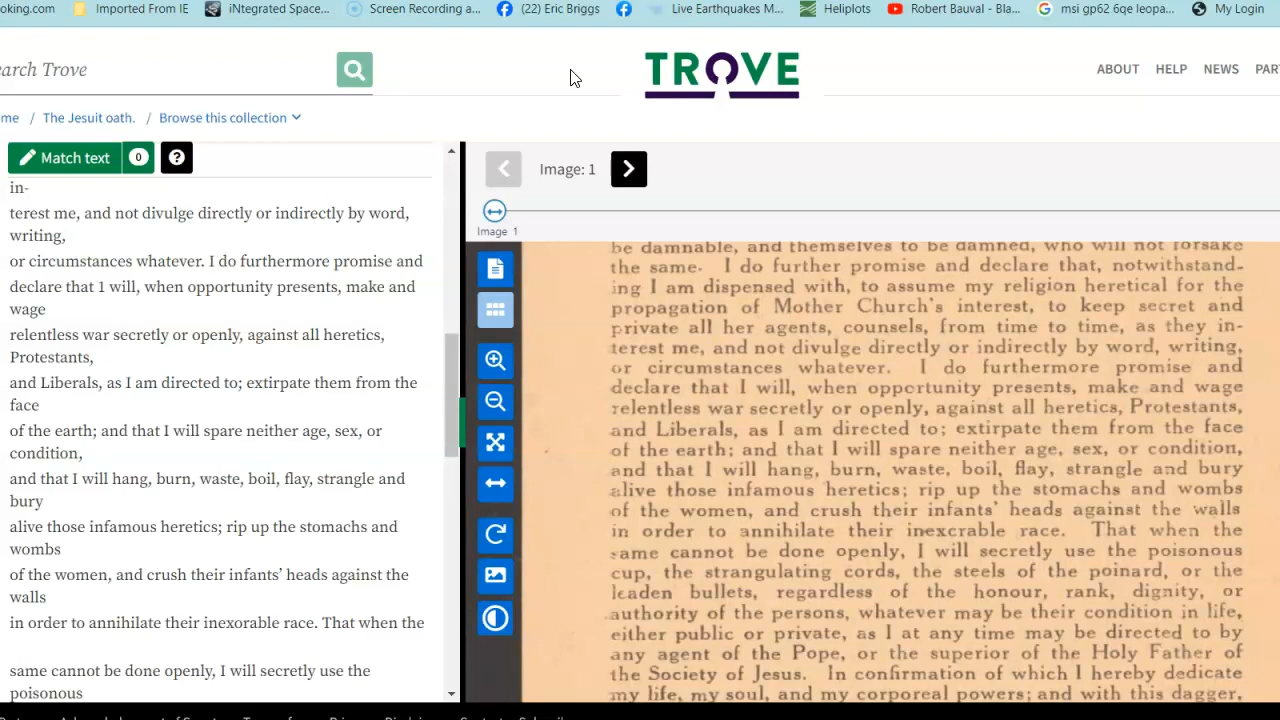 oking.com
Imported From IE
iNtegrated Space...
Screen Recording a...
(22) Eric Briggs
Live Earthquakes M...
Heliplots
Robert Bauval - Bla...
msi gp62 6qe leopa...
My Login
earch Trove
TROVE
ABOUT
HELP
NEWS
PAR
me / The Jesuit oath. / Browse this collection
Match text 0 ?
in-
terest me, and not divulge directly or indirectly by word,
writing,
or circumstances whatever. I do furthermore promise and
declare that 1 will, when opportunity presents, make and
wage
relentless war secretly or openly, against all heretics,
Protestants,
and Liberals, as I am directed to; extirpate them from the
face
of the earth; and that I will spare neither age, sex, or
condition,
and that I will hang, burn, waste, boil, flay, strangle and
bury
alive those infamous heretics; rip up the stomachs and
wombs
of the women, and crush their infants’ heads against the
walls
in order to annihilate their inexorable race. That when the
same cannot be done openly, I will secretly use the
poisonous
Image: 1
Image 1
be damnable, and themselves to be damned, who will not forsake
the same. I do further promise and declare that, notwithstand-
ing I am dispensed with, to assume my religion heretical for the
propagation of Mother Church's interest, to keep secret and
private all her agents, counsels, from time to time, as they in-
terest me, and not divulge directly or indirectly by word, writing,
or circumstances whatever. I do furthermore promise and
declare that I will, when opportunity presents, make and wage
relentless war secretly or openly, against all heretics, Protestants,
and Liberals, as I am directed to; extirpate them from the face
of the earth; and that I will spare neither age, sex, or condition,
and that I will hang, burn, waste, boil, flay, strangle and bury
alive those infamous heretics; rip up the stomachs and wombs
of the women, and crush their infants' heads against the walls
in order to annihilate their inexcrable race. That when the
same cannot be done openly, I will secretly use the poisonous
cup, the strangulating cords, the steels of the poinard, or the
leaden bullets, regardless of the honour, rank, dignity, or
authority of the persons, whatever may be their condition in life,
either public or private, as I at any time may be directed to by
any agent of the Pope, or the superior of the Holy Father of
the Society of Jesus. In confirmation of which I hereby dedicate
my life, my soul, and my corporeal powers; and with this dagger,